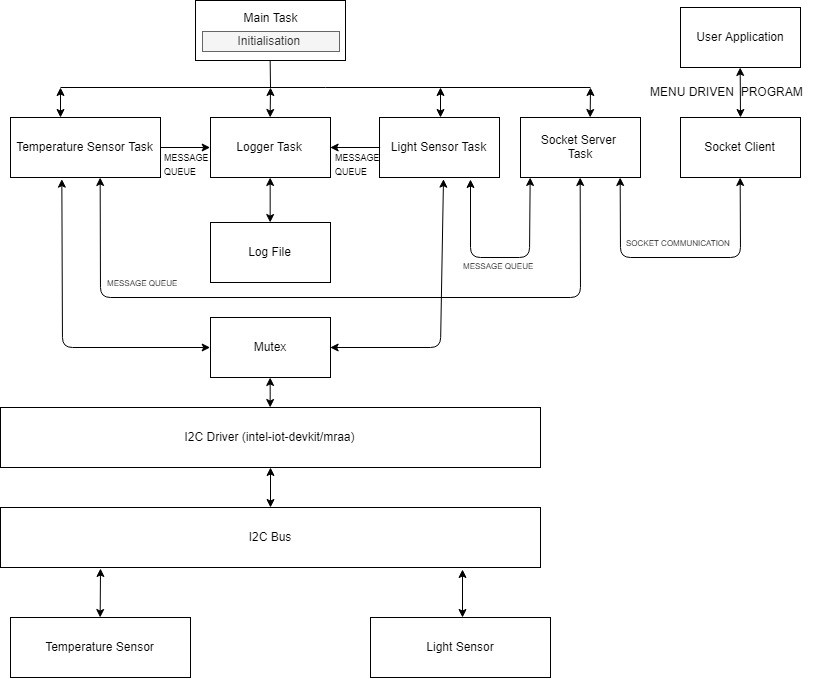 Main Task
Initialisation
User Application
MENU DRIVEN PROGRAM
Temperature Sensor Task
MESSAGE
QUEUE
Logger Task
MESSAGE
QUEUE
Light Sensor Task
Socket Server
Task
Socket Client
Log File
SOCKET COMMUNICATION
MESSAGE QUEUE
MESSAGE QUEUE
Mutex
I2C Driver (intel-iot-devkit/mraa)
I2C Bus
Temperature Sensor
Light Sensor